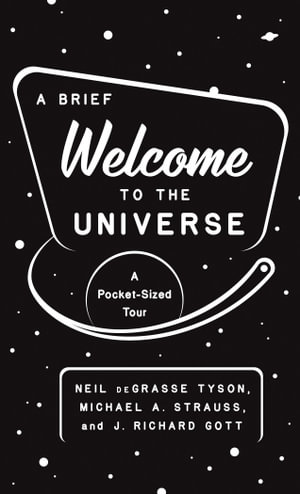 A BRIEF
Welcome
TO THE
UNIVERSE
A
Pocket-Sized
Tour
NEIL DEGRASSE TYSON,
MICHAEL A. STRAUSS,
and J. RICHARD GOTT